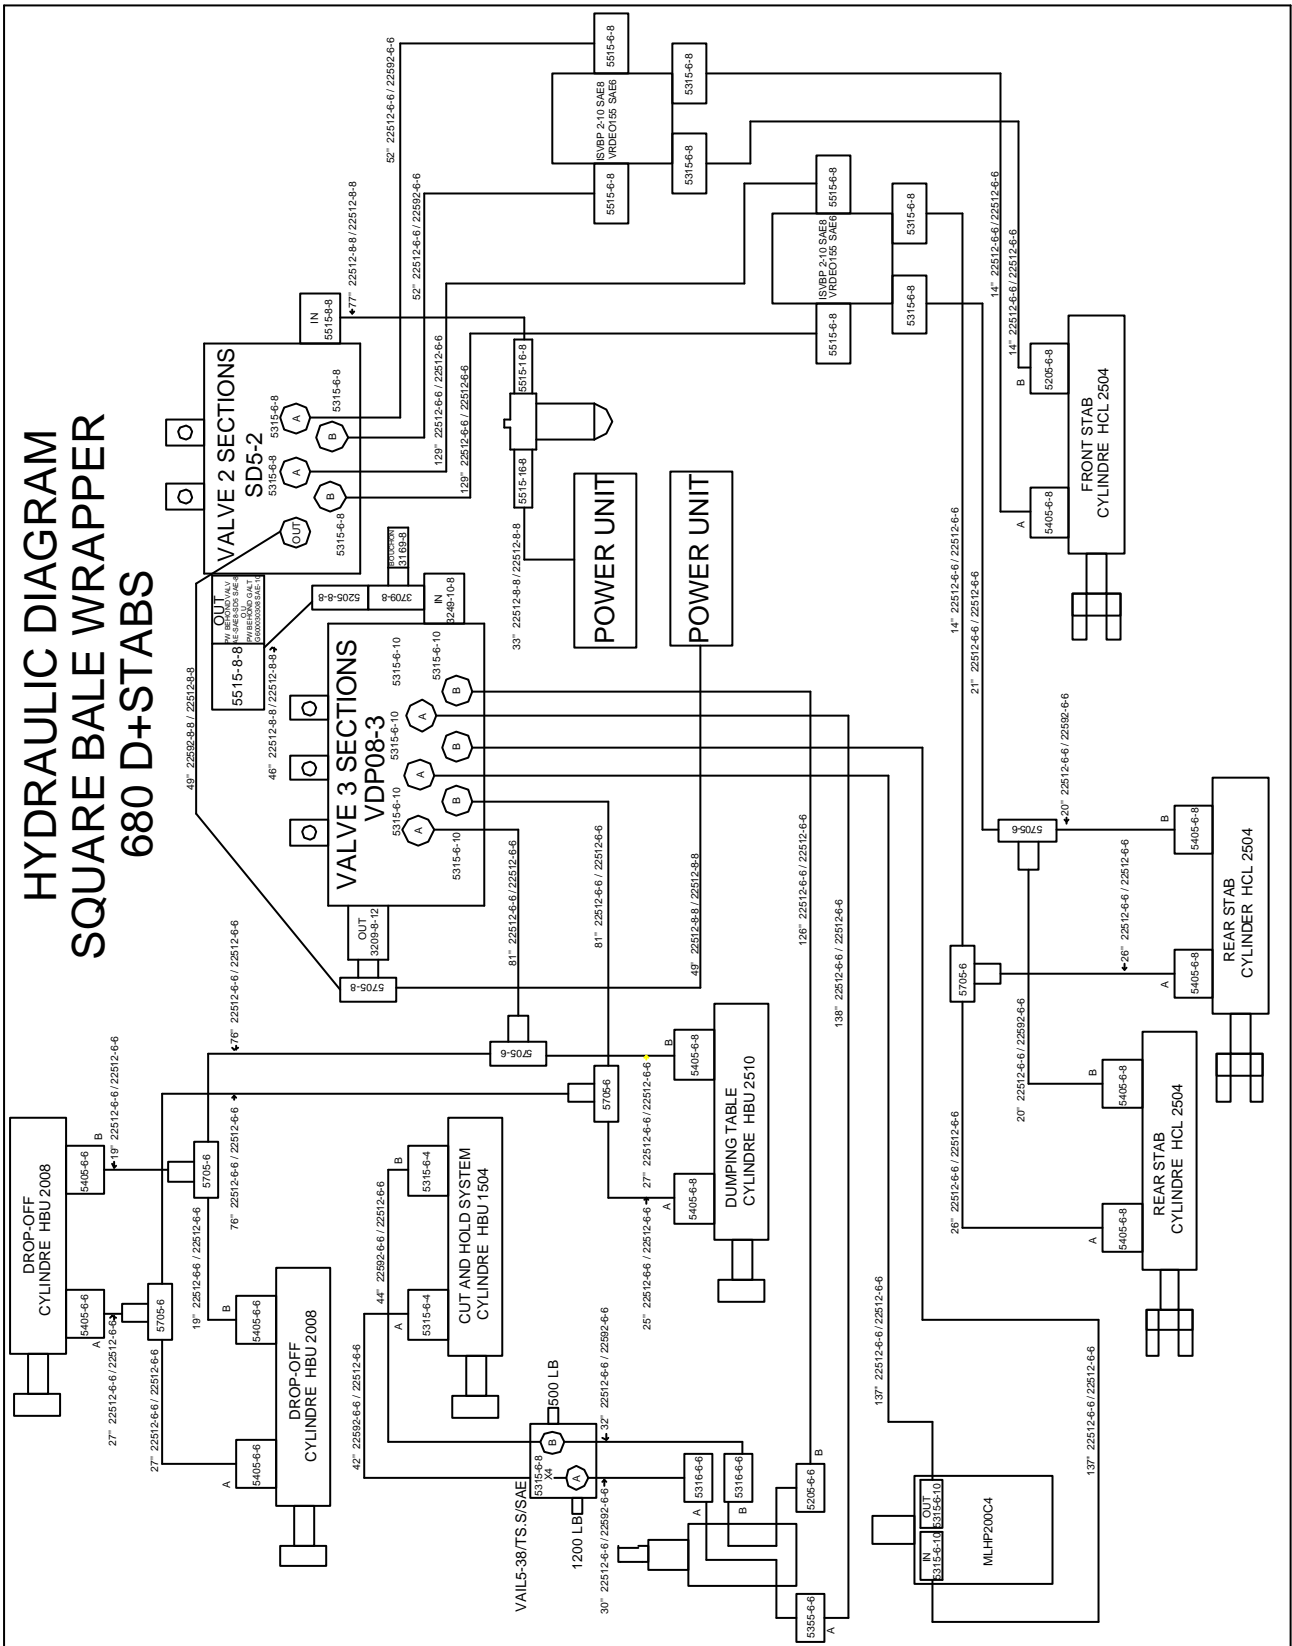 HYDRAULIC DIAGRAM
SQUARE BALE WRAPPER
680 D+STABS
VALVE 2 SECTIONS
SD5-2
IN
5515-8-8
5315-6-8
5315-6-8
5315-6-8
5315-6-8
A
B
A
B
OUT
52" 22512-6-6 / 22592-6-6
52" 22512-6-6 / 22592-6-6
77" 22512-8-8 / 22512-8-8
129" 22512-6-6 / 22512-6-6
129" 22512-6-6 / 22512-6-6
5515-6-8
5315-6-8
ISVBP 2-10 SAE8
VRDEO155 SAE6
5515-6-8
5315-6-8
5515-6-8
5315-6-8
ISVBP 2-10 SAE8
VRDEO155 SAE6
5515-6-8
5315-6-8
14" 22512-6-6 / 22512-6-6
14" 22512-6-6 / 22512-6-6
B
5205-6-8
FRONT STAB
CYLINDRE HCL 2504
A
5405-6-8
5515-16-8
5515-16-8
33" 22512-8-8 / 22512-8-8
POWER UNIT
POWER UNIT
49" 22592-8-8 / 22512-8-8
OUT
5515-8-8
46" 22512-8-8 / 22512-8-8
5205-8-8
3709-8
BOUCHON
3169-8
IN
3249-10-8
VALVE 3 SECTIONS
VDP08-3
5315-6-10
5315-6-10
5315-6-10
5315-6-10
5315-6-10
B
A
B
A
B
A
OUT
3209-8-12
5705-8
81" 22512-6-6 / 22512-6-6
81" 22512-6-6 / 22512-6-6
49" 22512-8-8 / 22512-8-8
126" 22512-6-6 / 22512-6-6
138" 22512-6-6 / 22512-6-6
14" 22512-6-6 / 22512-6-6
21" 22512-6-6 / 22512-6-6
5705-6
20" 22512-6-6 / 22592-6-6
B
5405-6-8
REAR STAB
CYLINDER HCL 2504
26" 22512-6-6 / 22512-6-6
A
5405-6-8
5705-6
20" 22512-6-6 / 22592-6-6
B
5405-6-8
REAR STAB
CYLINDRE HCL 2504
26" 22512-6-6 / 22512-6-6
A
5405-6-8
76" 22512-6-6 / 22512-6-6
76" 22512-6-6 / 22512-6-6
5705-6
5705-6
B
5405-6-8
27" 22512-6-6 / 22512-6-6
DUMPING TABLE
CYLINDRE HBU 2510
A
5405-6-8
25" 22512-6-6 / 22512-6-6
DROP-OFF
CYLINDRE HBU 2008
5405-6-6
B
19" 22512-6-6 / 22512-6-6
5705-6
5405-6-6
A
27" 22512-6-6 / 22512-6-6
5705-6
19" 22512-6-6 / 22512-6-6
B
5405-6-6
DROP-OFF
CYLINDRE HBU 2008
27" 22512-6-6 / 22512-6-6
A
5405-6-6
44" 22592-6-6 / 22512-6-6
B
5315-6-4
CUT AND HOLD SYSTEM
CYLINDRE HBU 1504
A
5315-6-4
42" 22592-6-6 / 22512-6-6
VAIL5-38/TS.S/SAE
5315-6-8
X4
B
A
500 LB
1200 LB
32" 22512-6-6 / 22592-6-6
30" 22512-6-6 / 22592-6-6
5316-6-6
A
5316-6-6
B
5205-6-6
B
5355-6-6
A
137" 22512-6-6 / 22512-6-6
OUT
5315-6-10
IN
5315-6-10
MLHP200C4
137" 22512-6-6 / 22512-6-6